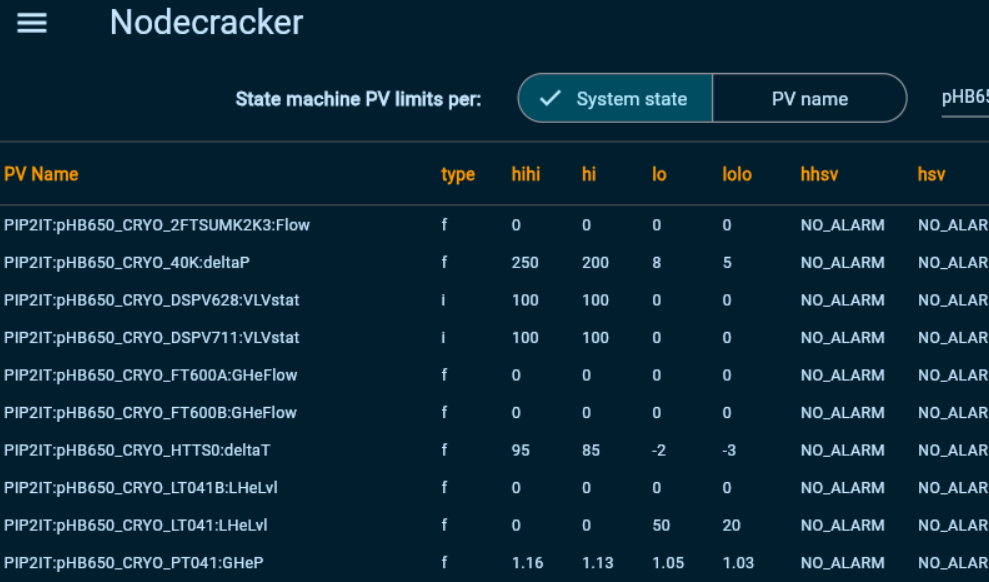 Nodecracker
State machine PV limits per: System state PV name pHB65
PV Name type hihi hi lo lolo hhsv hsv
PIP2IT:pHB650_CRYO_2FTSUMK2K3:Flow f 0 0 0 0 NO_ALARM NO_ALAR
PIP2IT:pHB650_CRYO_40K:deltaP f 250 200 8 5 NO_ALARM NO_ALAR
PIP2IT:pHB650_CRYO_DSPV628:VLVstat i 100 100 0 0 NO_ALARM NO_ALAR
PIP2IT:pHB650_CRYO_DSPV711:VLVstat i 100 100 0 0 NO_ALARM NO_ALAR
PIP2IT:pHB650_CRYO_FT600A:GHeFlow f 0 0 0 0 NO_ALARM NO_ALAR
PIP2IT:pHB650_CRYO_FT600B:GHeFlow f 0 0 0 0 NO_ALARM NO_ALAR
PIP2IT:pHB650_CRYO_HTTS0:deltaT f 95 85 -2 -3 NO_ALARM NO_ALAR
PIP2IT:pHB650_CRYO_LT041B:LHeLvl f 0 0 0 0 NO_ALARM NO_ALAR
PIP2IT:pHB650_CRYO_LT041:LHeLvl f 0 0 50 20 NO_ALARM NO_ALAR
PIP2IT:pHB650_CRYO_PT041:GHeP f 1.16 1.13 1.05 1.03 NO_ALARM NO_ALAR